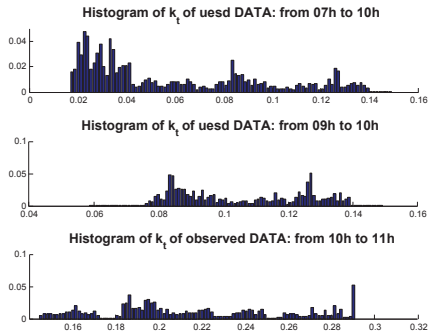 Histogram of k_t of uesd DATA: from 07h to 10h
0.04
0.02
0
0 0.02 0.04 0.06 0.08 0.1 0.12 0.14 0.16
Histogram of k_t of uesd DATA: from 09h to 10h
0.1
0.05
0
0.04 0.06 0.08 0.1 0.12 0.14 0.16
Histogram of k_t of observed DATA: from 10h to 11h
0.1
0.05
0
0.16 0.18 0.2 0.22 0.24 0.26 0.28 0.3 0.32